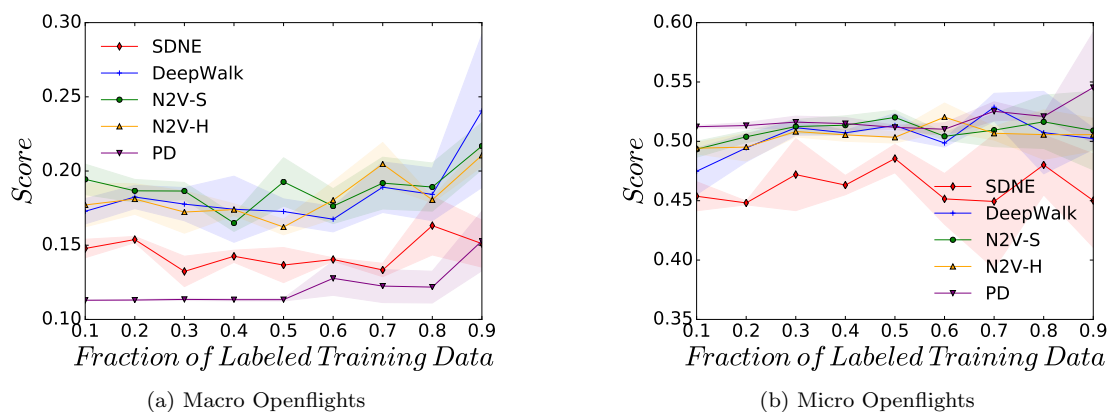 0.30
0.25
0.20
0.15
0.10
Score
SDNE
DeepWalk
N2V-S
N2V-H
PD
0.1 0.2 0.3 0.4 0.5 0.6 0.7 0.8 0.9
Fraction of Labeled Training Data
(a) Macro Openflights
0.60
0.55
0.50
0.45
0.40
0.35
Score
SDNE
DeepWalk
N2V-S
N2V-H
PD
0.1 0.2 0.3 0.4 0.5 0.6 0.7 0.8 0.9
Fraction of Labeled Training Data
(b) Micro Openflights